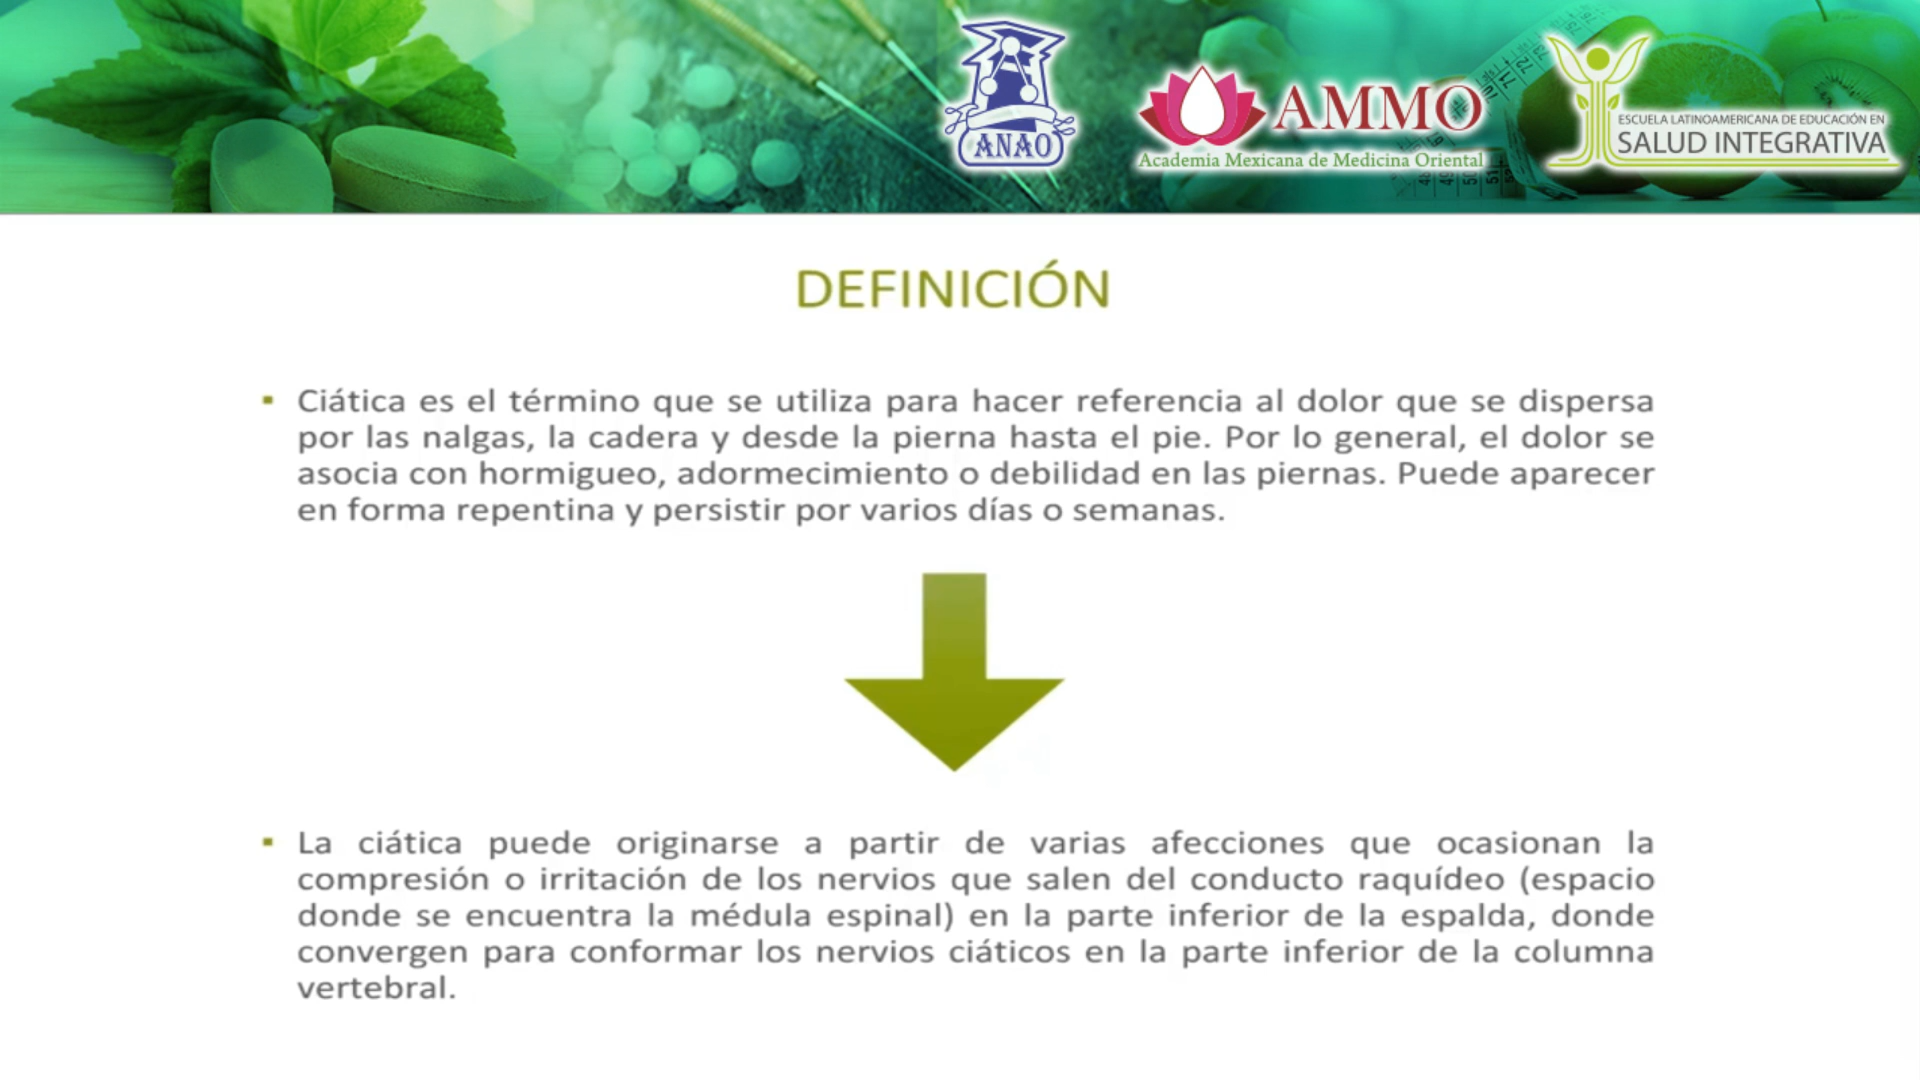 ANAO
AMMO
Academia Mexicana de Medicina Oriental
ESCUELA LATINOAMERICANA DE EDUCACIÓN EN
SALUD INTEGRATIVA
DEFINICIÓN
▪ Ciática es el término que se utiliza para hacer referencia al dolor que se dispersa
por las nalgas, la cadera y desde la pierna hasta el pie. Por lo general, el dolor se
asocia con hormigueo, adormecimiento o debilidad en las piernas. Puede aparecer
en forma repentina y persistir por varios días o semanas.
▪ La ciática puede originarse a partir de varias afecciones que ocasionan la
compresión o irritación de los nervios que salen del conducto raquídeo (espacio
donde se encuentra la médula espinal) en la parte inferior de la espalda, donde
convergen para conformar los nervios ciáticos en la parte inferior de la columna
vertebral.